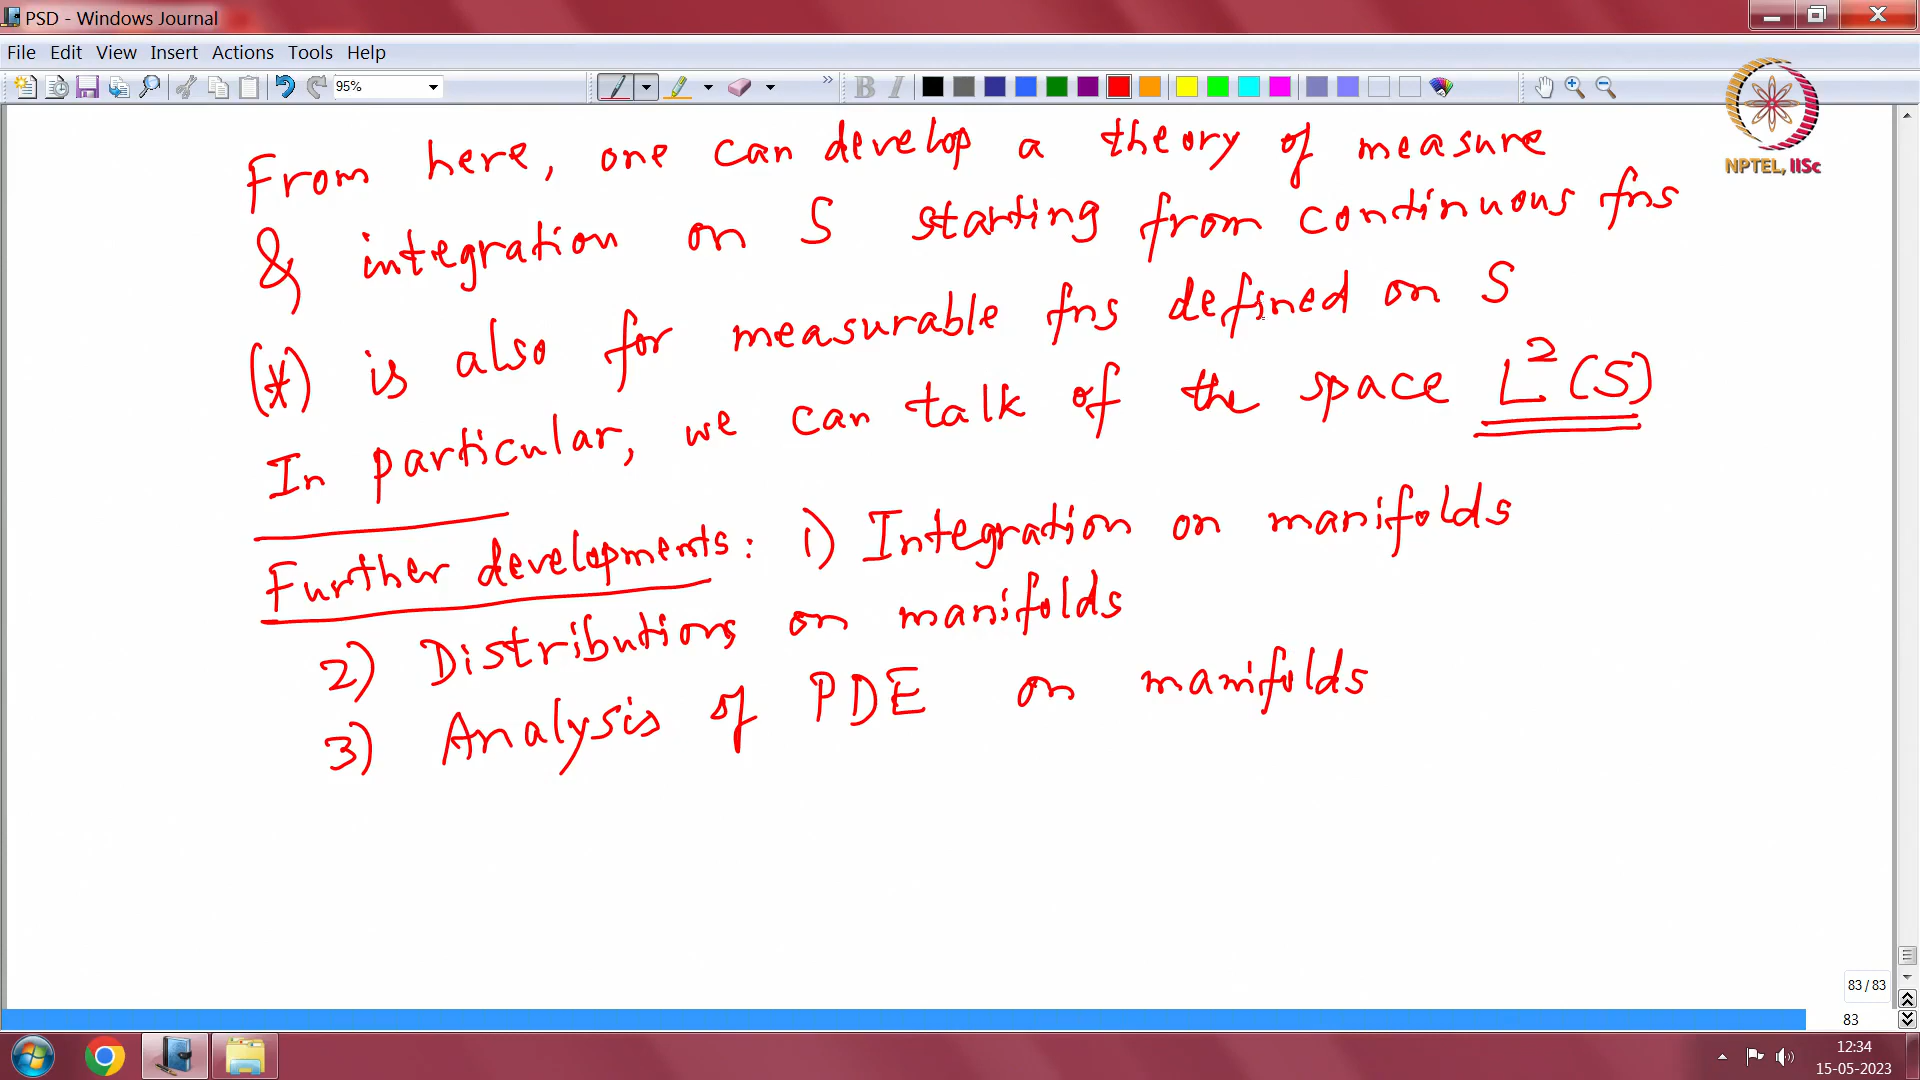 PSD - Windows Journal
File Edit View Insert Actions Tools Help
95%
NPTEL, IISc
From here, one can develop a theory of measure
& integration on S starting from continuous fns
(*) is also for measurable fns defined on S
In particular, we can talk of the space L²(S)
Further developments: 1) Integration on manifolds
2) Distributions on manifolds
3) Analysis of PDE on manifolds
83 / 83
83
12:34
15-05-2023